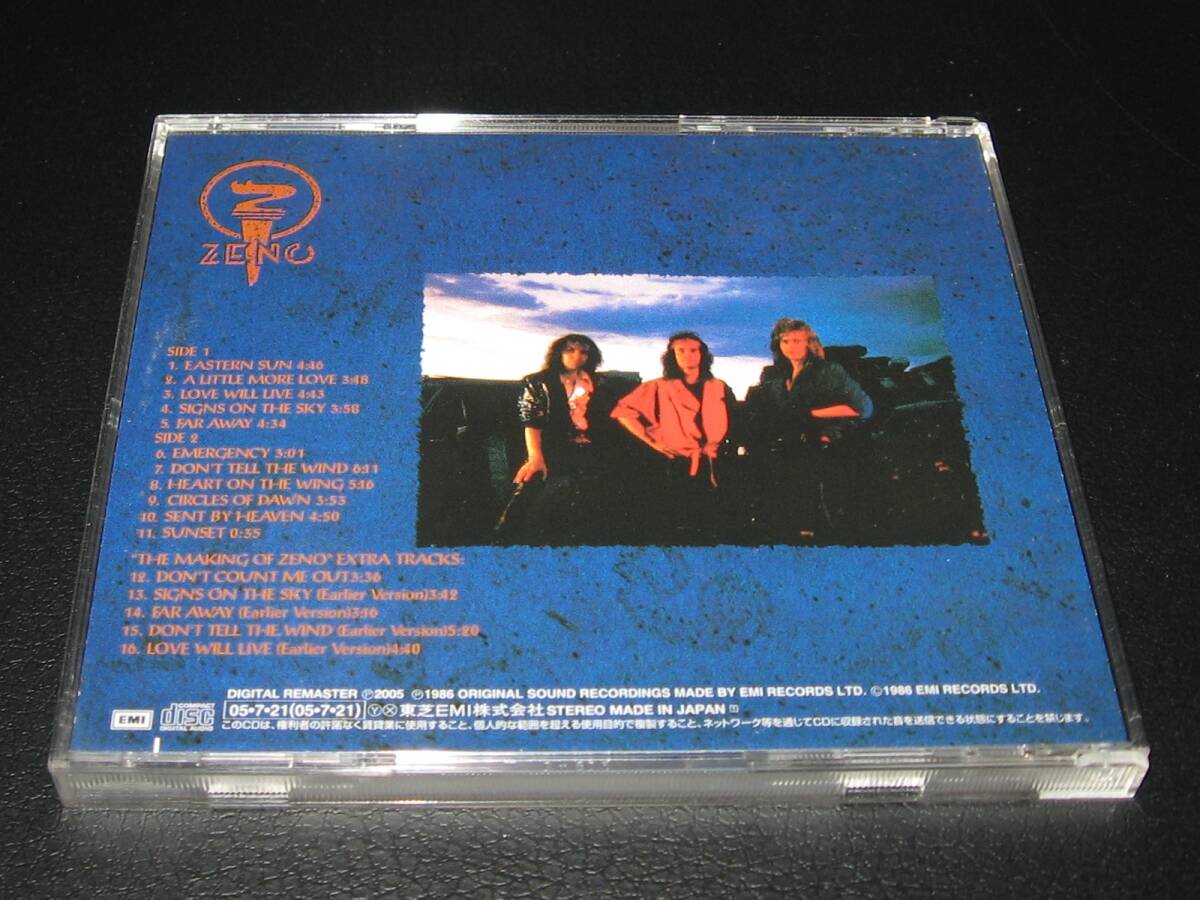 ZENO
SIDE 1
1. EASTERN SUN 4:46
2. A LITTLE MORE LOVE 3:48
3. LOVE WILL LIVE 4:43
4. SIGNS ON THE SKY 3:58
5. FAR AWAY 4:34
SIDE 2
6. EMERGENCY 3:01
7. DON'T TELL THE WIND 6:11
8. HEART ON THE WING 5:16
9. CIRCLES OF DAWN 3:53
10. SENT BY HEAVEN 4:50
11. SUNSET 0:35
"THE MAKING OF ZENO" EXTRA TRACKS:
12. DON'T COUNT ME OUT 3:36
13. SIGNS ON THE SKY (Earlier Version) 3:42
14. FAR AWAY (Earlier Version) 3:16
15. DON'T TELL THE WIND (Earlier Version) 5:20
16. LOVE WILL LIVE (Earlier Version) 4:40
DIGITAL REMASTER ℗2005 ℗1986 ORIGINAL SOUND RECORDINGS MADE BY EMI RECORDS LTD. ©1986 EMI RECORDS LTD.
EMI COMPACT disc DIGITAL AUDIO 05・7・21(05・7・21) Ⓨ Ⓧ 東芝EMI株式会社 STEREO MADE IN JAPAN
このCDは、権利者の許諾なく賃貸業に使用すること、個人的な範囲を超える使用目的で複製すること、ネットワーク等を通じてCDに収録された音を送信できる状態にすることを禁じます。